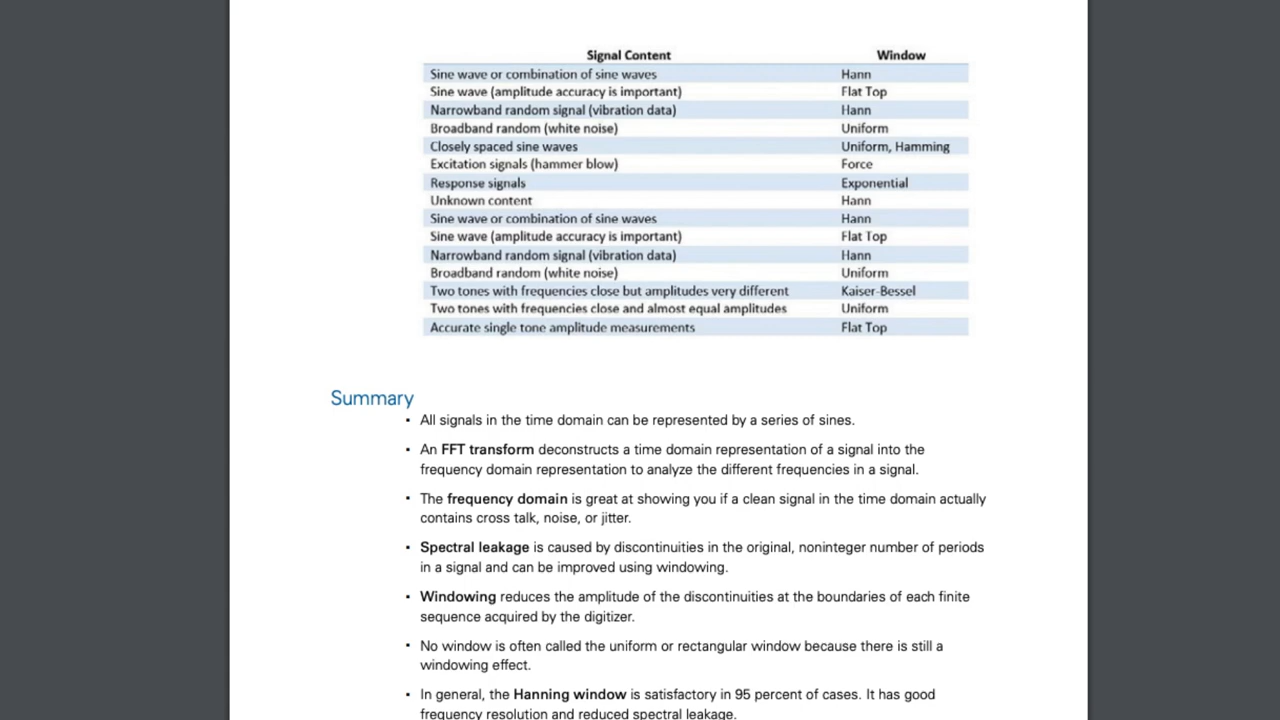 Signal Content Window
Sine wave or combination of sine waves Hann
Sine wave (amplitude accuracy is important) Flat Top
Narrowband random signal (vibration data) Hann
Broadband random (white noise) Uniform
Closely spaced sine waves Uniform, Hamming
Excitation signals (hammer blow) Force
Response signals Exponential
Unknown content Hann
Sine wave or combination of sine waves Hann
Sine wave (amplitude accuracy is important) Flat Top
Narrowband random signal (vibration data) Hann
Broadband random (white noise) Uniform
Two tones with frequencies close but amplitudes very different Kaiser-Bessel
Two tones with frequencies close and almost equal amplitudes Uniform
Accurate single tone amplitude measurements Flat Top
Summary
▪ All signals in the time domain can be represented by a series of sines.
▪ An FFT transform deconstructs a time domain representation of a signal into the
frequency domain representation to analyze the different frequencies in a signal.
▪ The frequency domain is great at showing you if a clean signal in the time domain actually
contains cross talk, noise, or jitter.
▪ Spectral leakage is caused by discontinuities in the original, noninteger number of periods
in a signal and can be improved using windowing.
▪ Windowing reduces the amplitude of the discontinuities at the boundaries of each finite
sequence acquired by the digitizer.
▪ No window is often called the uniform or rectangular window because there is still a
windowing effect.
▪ In general, the Hanning window is satisfactory in 95 percent of cases. It has good
frequency resolution and reduced spectral leakage.